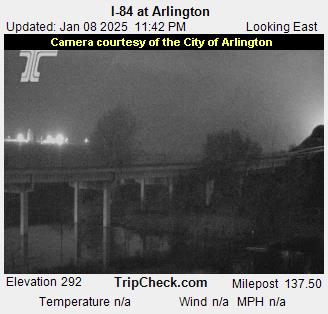 I-84 at Arlington
Updated: Jan 08 2025 11:42 PM Looking East
Camera courtesy of the City of Arlington
Elevation 292 TripCheck.com Milepost 137.50
Temperature n/a Wind n/a MPH n/a